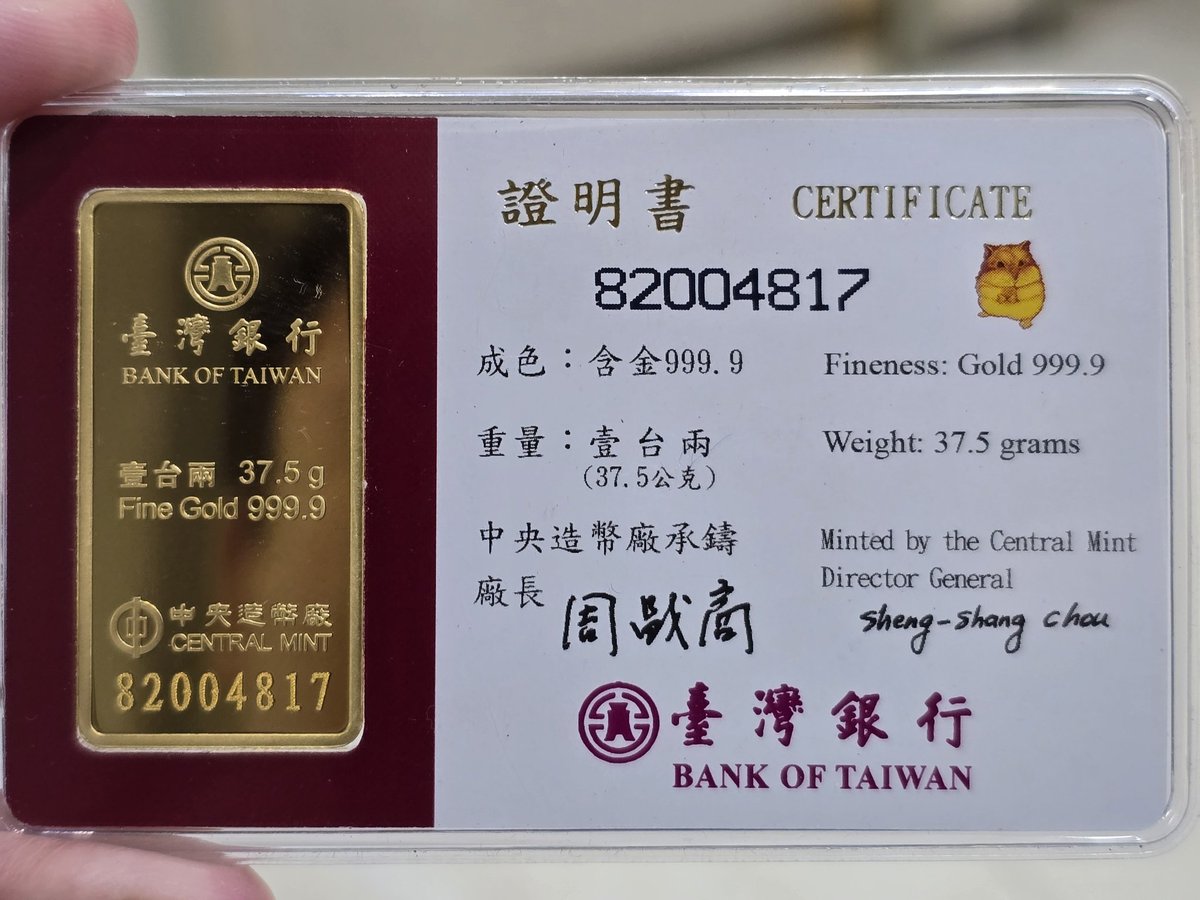 臺灣銀行
BANK OF TAIWAN
壹台兩 37.5 g
Fine Gold 999.9
中央造幣廠
CENTRAL MINT
82004817
證明書 CERTIFICATE
82004817
成色：含金999.9 Fineness: Gold 999.9
重量：壹台兩 Weight: 37.5 grams
(37.5公克)
中央造幣廠承鑄 Minted by the Central Mint
廠長 Director General
Sheng-Shang Chou
臺灣銀行
BANK OF TAIWAN